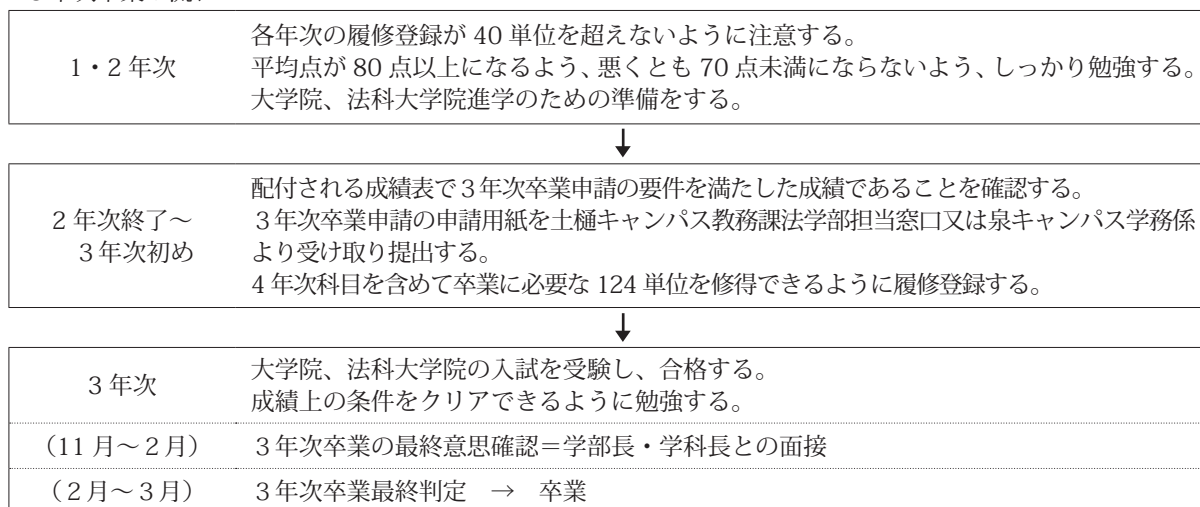 各年次の履修登録が 40 単位を超えないように注意する。
1・2 年次
平均点が 80 点以上になるよう、悪くとも 70 点未満にならないよう、しっかり勉強する。
大学院、法科大学院進学のための準備をする。
↓
配付される成績表で３年次卒業申請の要件を満たした成績であることを確認する。
2 年次終了～
３年次初め
３年次卒業申請の申請用紙を土樋キャンパス教務課法学部担当窓口又は泉キャンパス学務係
より受け取り提出する。
4 年次科目を含めて卒業に必要な 124 単位を修得できるように履修登録する。
↓
3 年次
大学院、法科大学院の入試を受験し、合格する。
成績上の条件をクリアできるように勉強する。
（11 月～２月） ３年次卒業の最終意思確認＝学部長・学科長との面接
（２月～３月） ３年次卒業最終判定 → 卒業